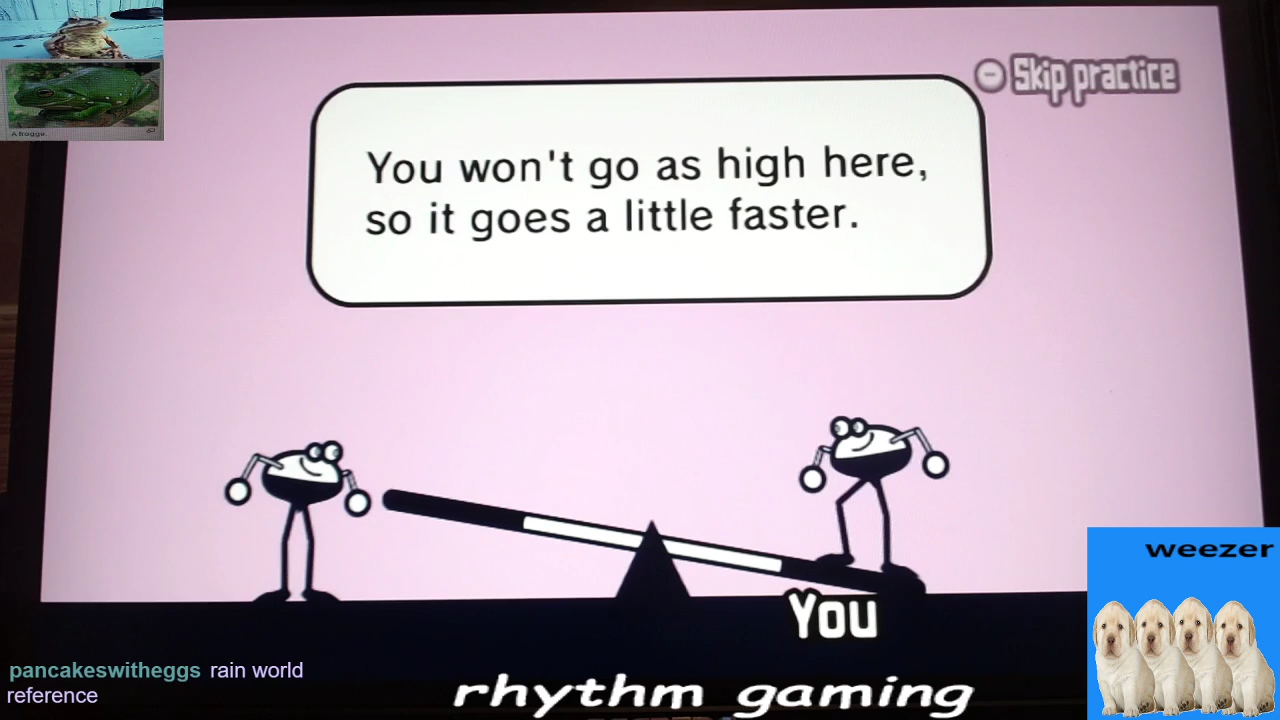 A frogge.
⊖ Skip practice
You won't go as high here,
so it goes a little faster.
weezer
You
pancakeswitheggs rain world
reference
rhythm gaming